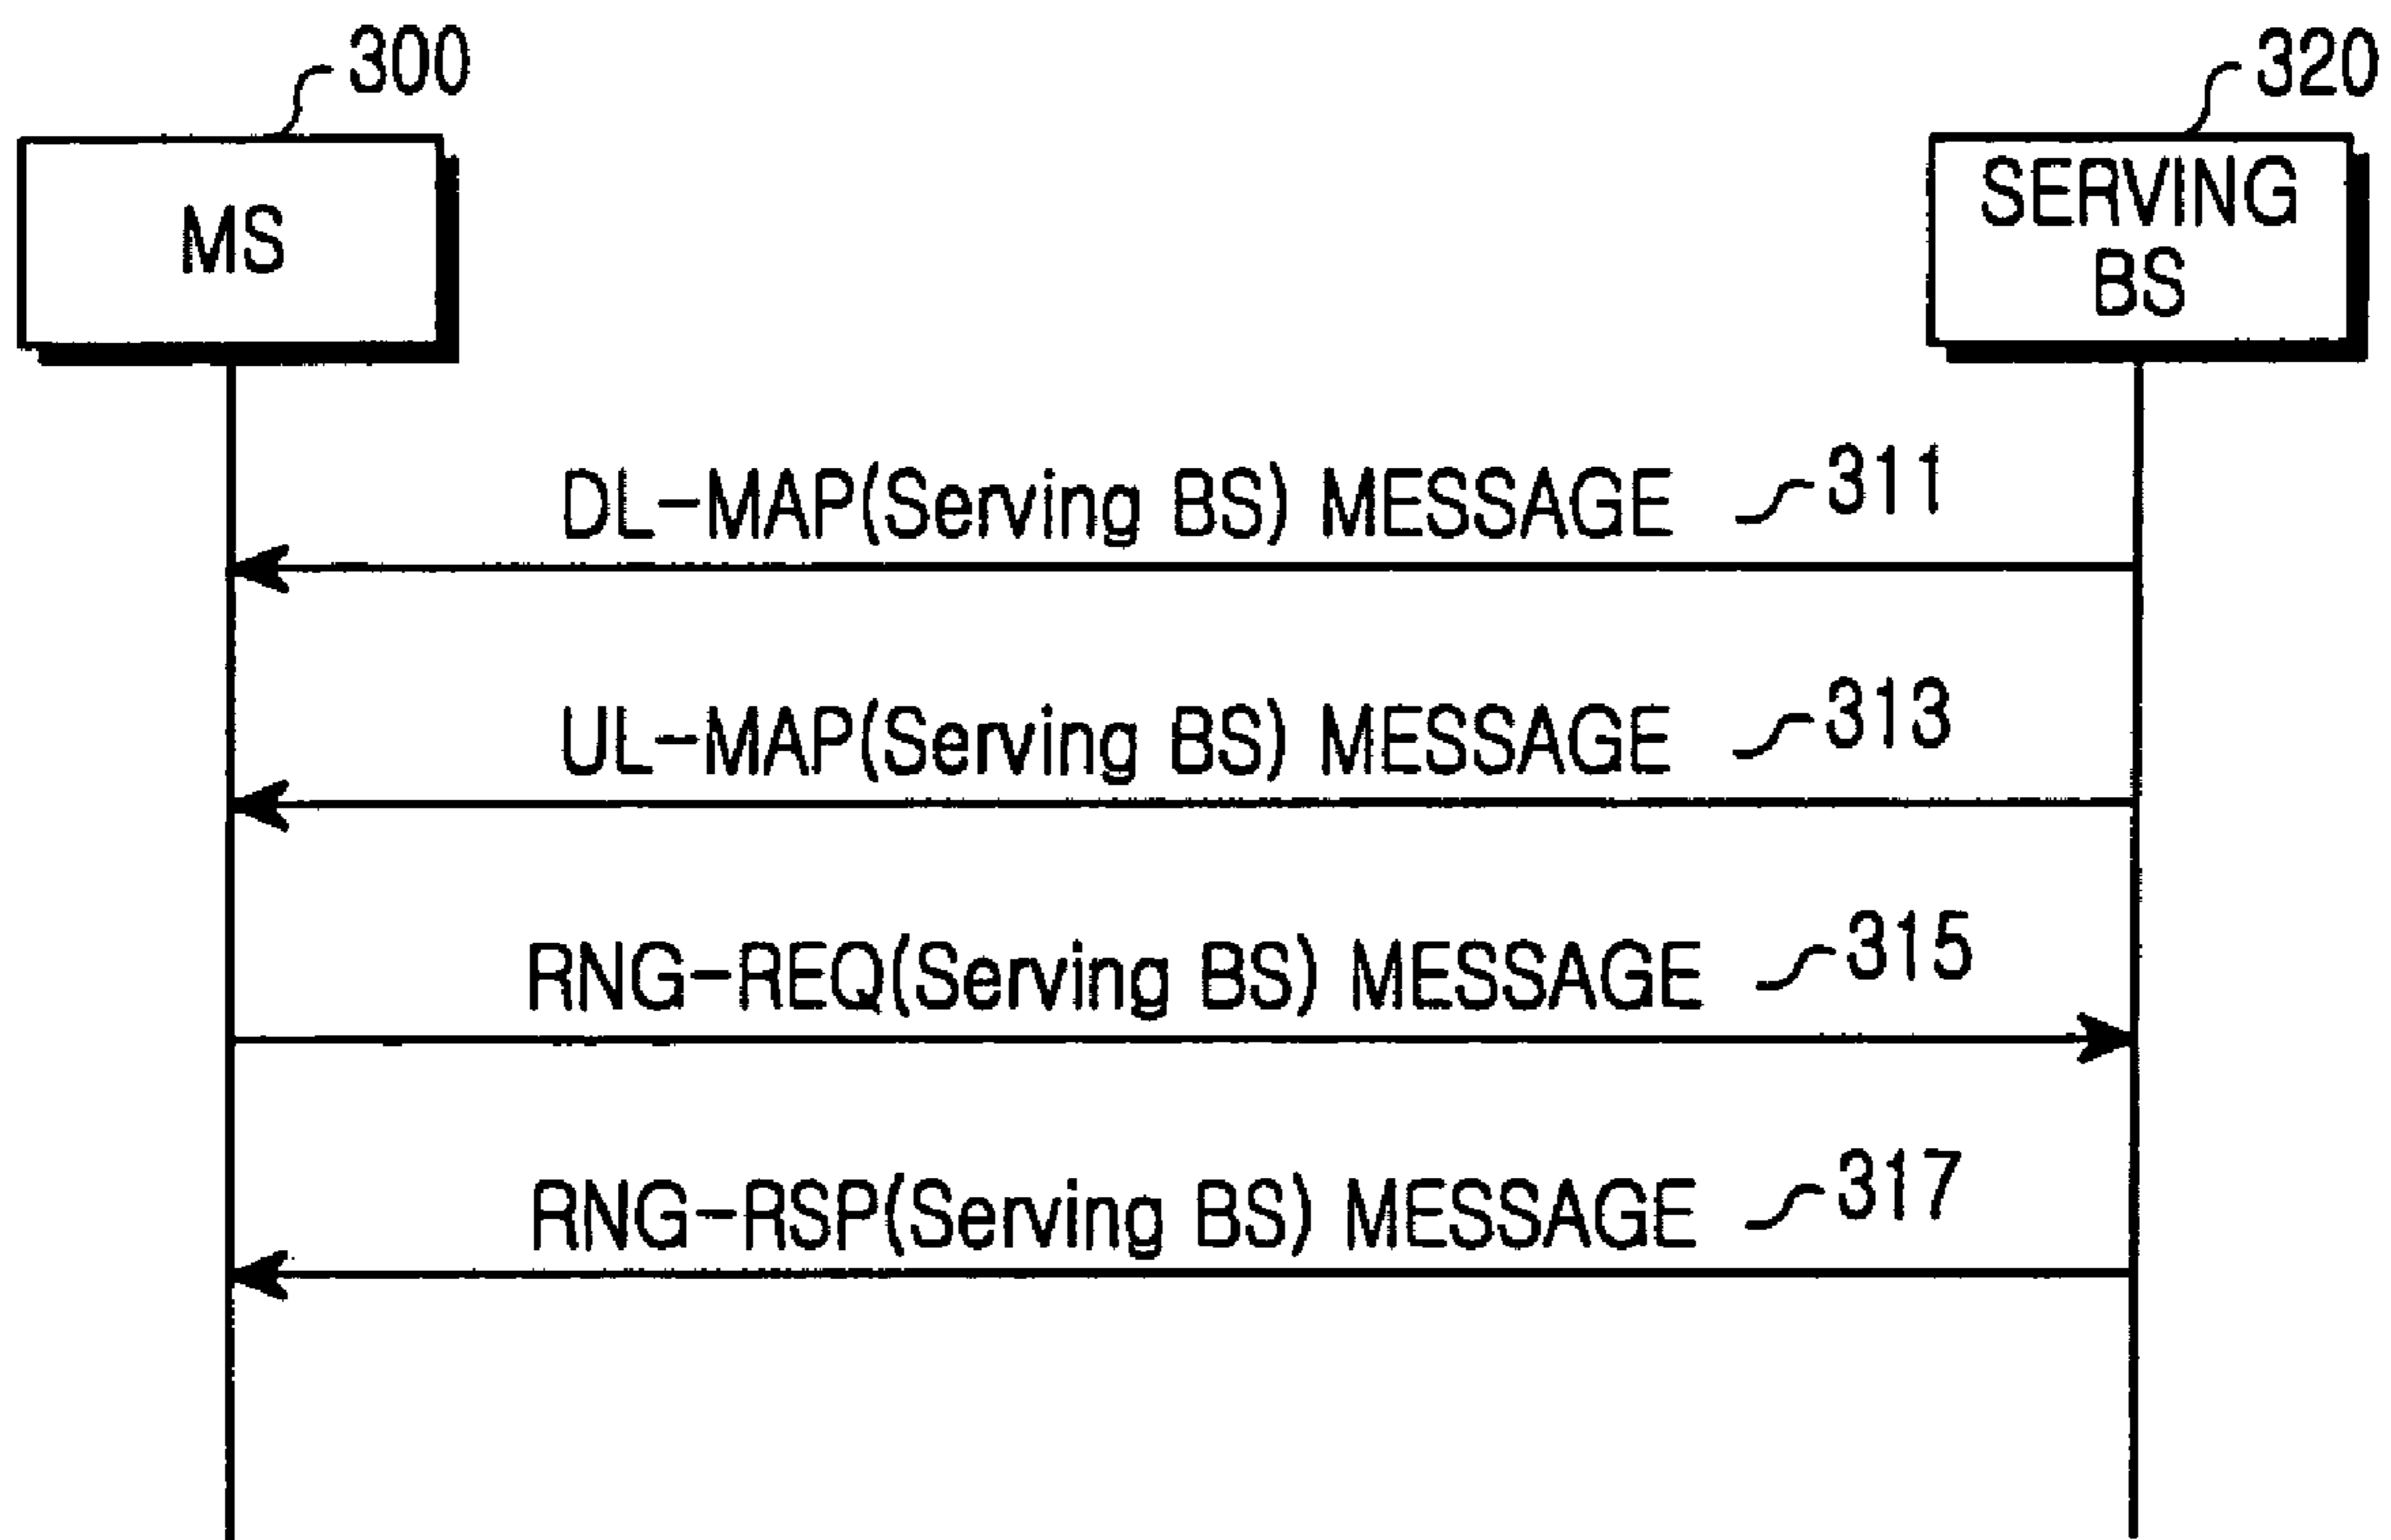 300
320
MS
SERVING
BS
DL-MAP(Serving BS) MESSAGE 311
UL-MAP(Serving BS) MESSAGE 313
RNG-REQ(Serving BS) MESSAGE 315
RNG-RSP(Serving BS) MESSAGE 317